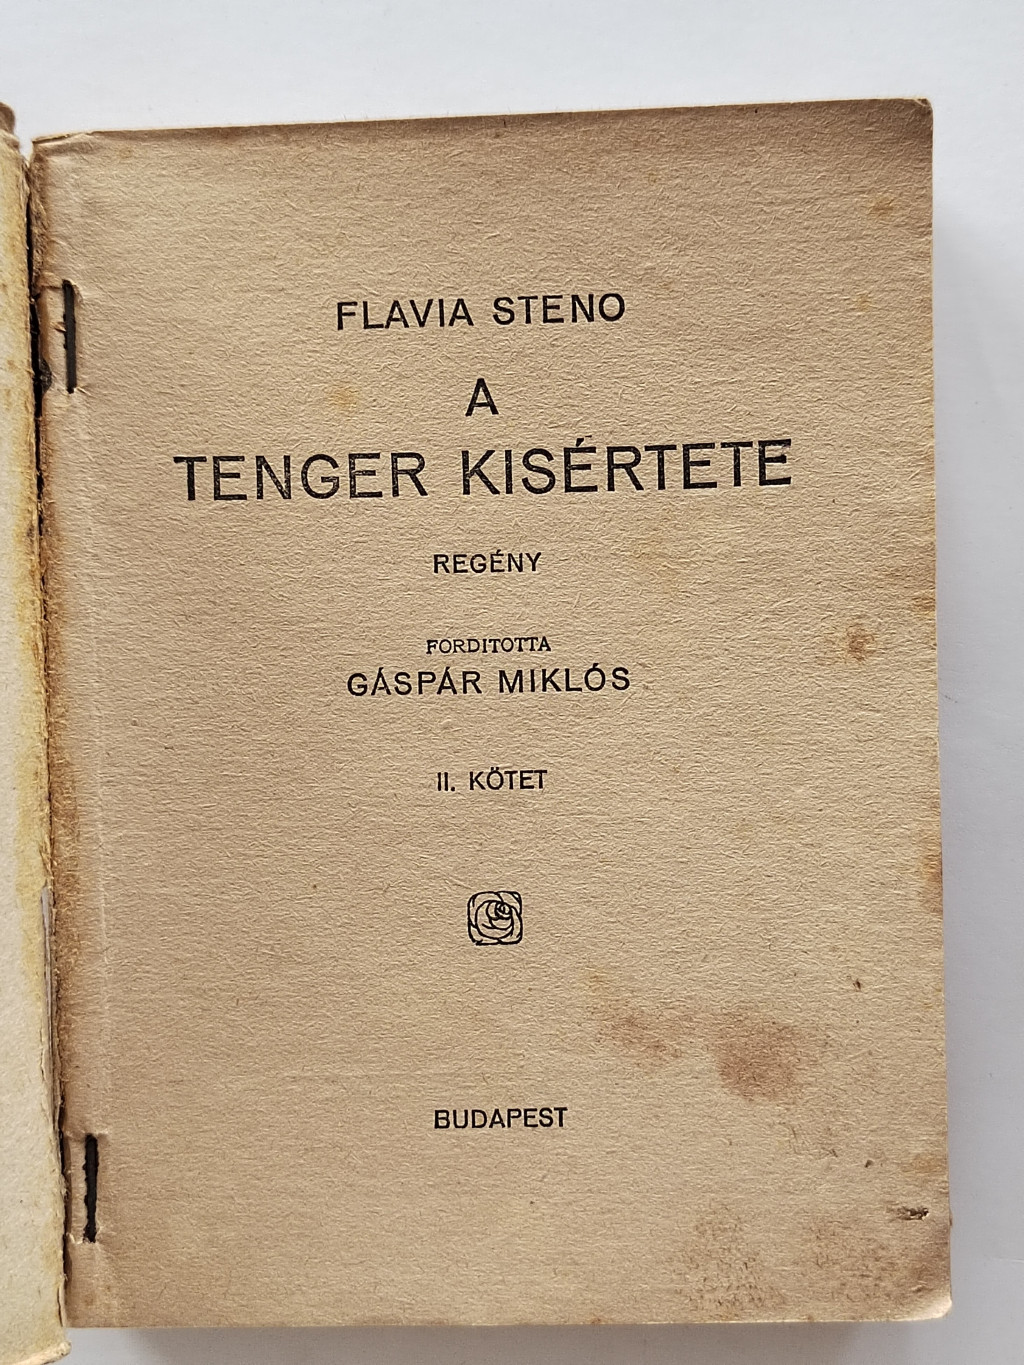 FLAVIA STENO
A
TENGER KISÉRTETE
REGÉNY
FORDITOTTA
GÁSPÁR MIKLÓS
II. KÖTET
BUDAPEST